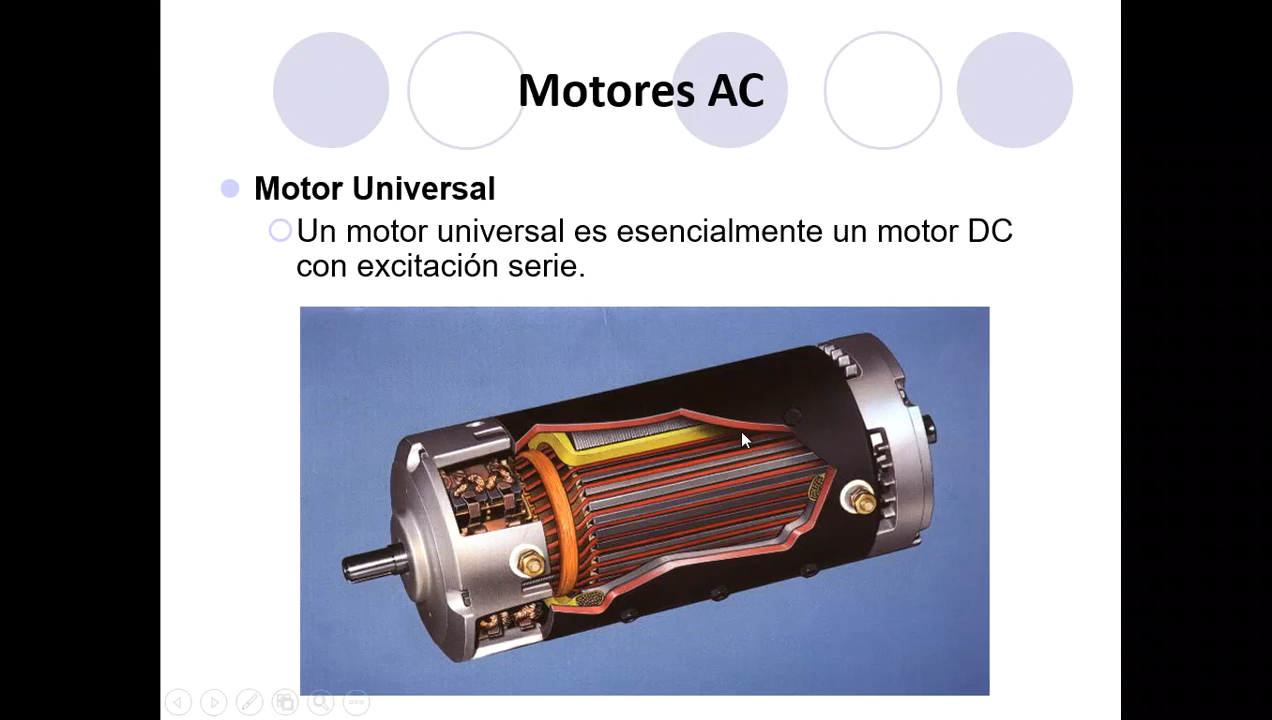 Motores AC
Motor Universal
Un motor universal es esencialmente un motor DC
con excitación serie.